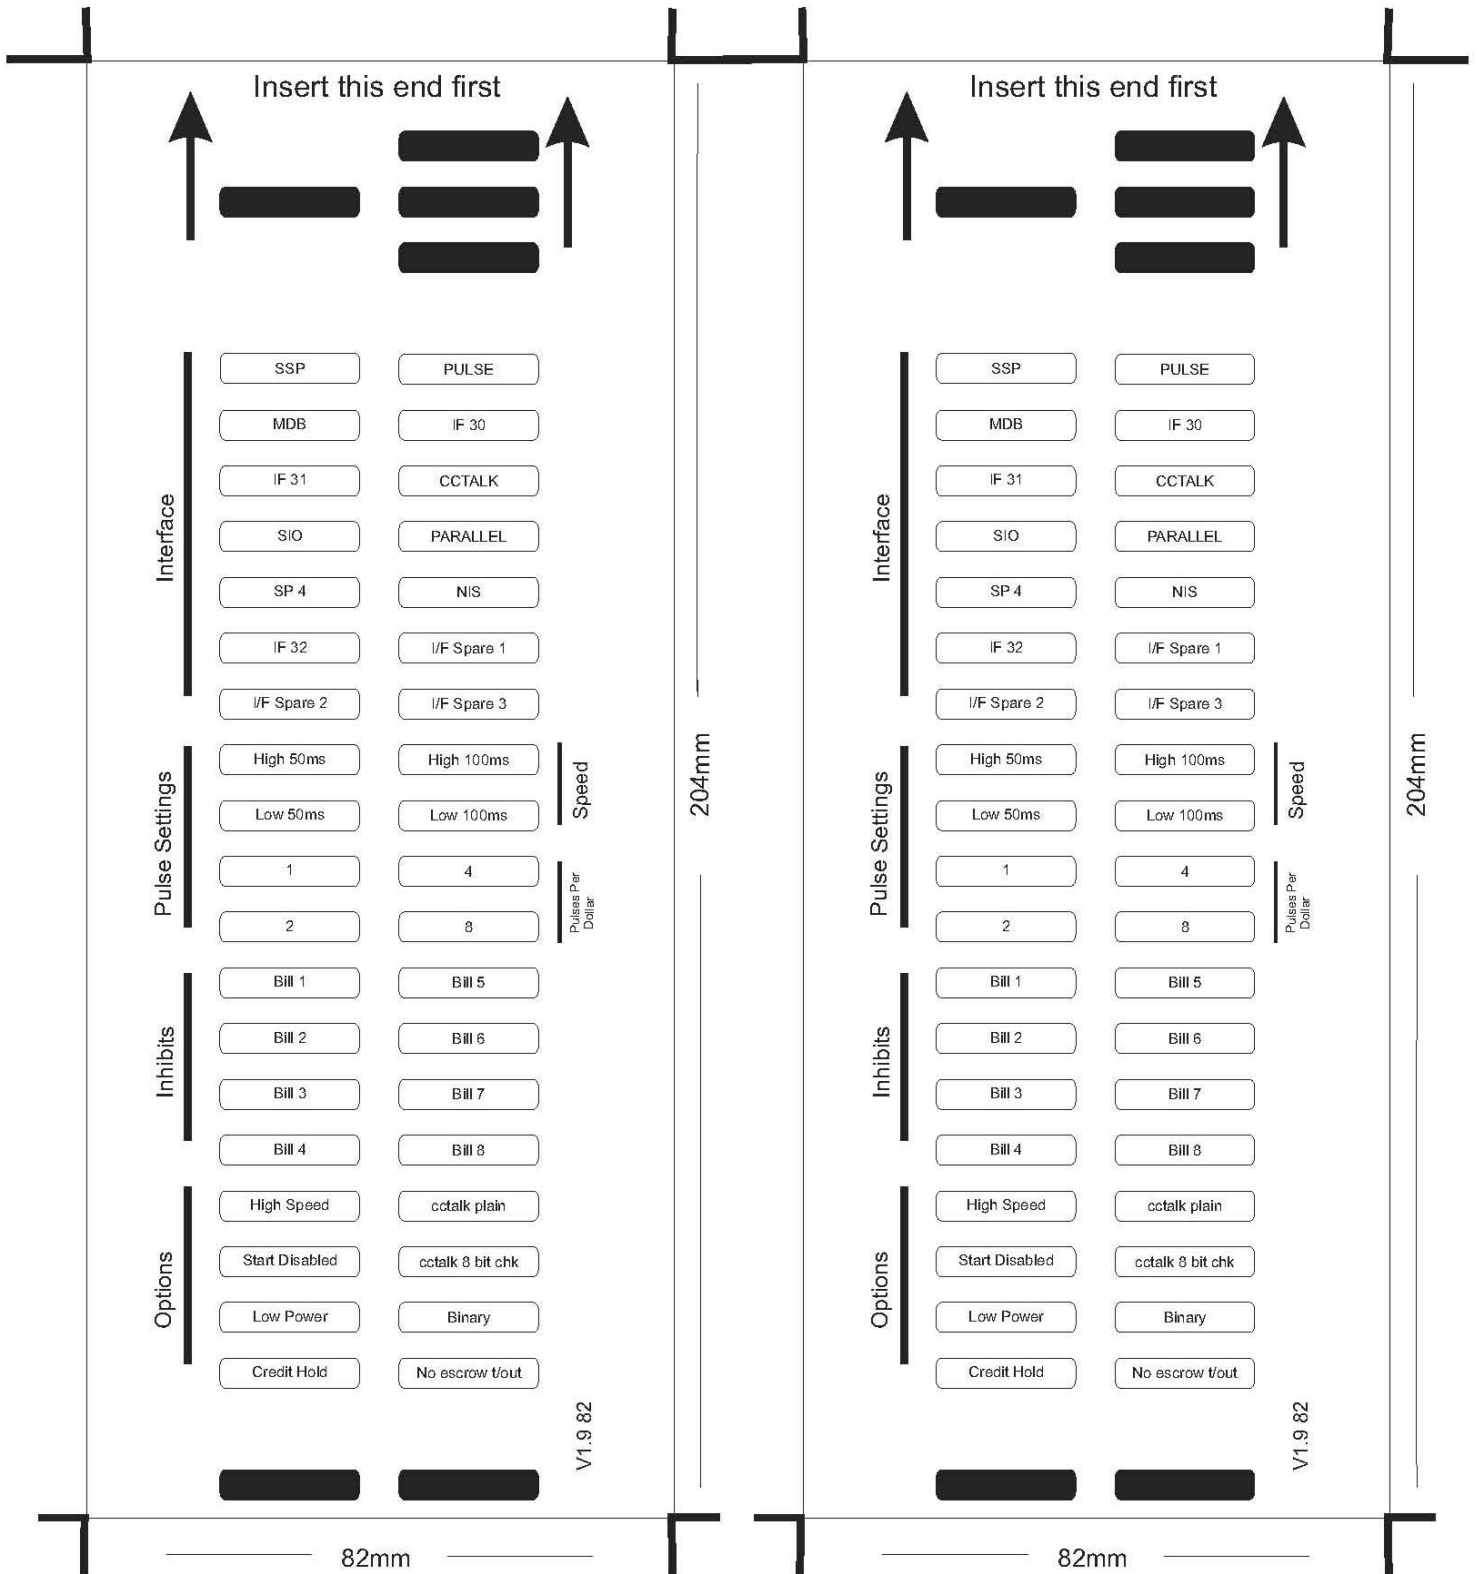 Insert this end first
Interface
SSP PULSE
MDB IF 30
IF 31 CCTALK
SIO PARALLEL
SP 4 NIS
IF 32 I/F Spare 1
I/F Spare 2 I/F Spare 3
Pulse Settings
High 50ms High 100ms
Low 50ms Low 100ms
Speed
1 4
2 8
Pulses Per
Dollar
Inhibits
Bill 1 Bill 5
Bill 2 Bill 6
Bill 3 Bill 7
Bill 4 Bill 8
Options
High Speed cctalk plain
Start Disabled cctalk 8 bit chk
Low Power Binary
Credit Hold No escrow t/out
V1.9 82
204mm
82mm
Insert this end first
Interface
SSP PULSE
MDB IF 30
IF 31 CCTALK
SIO PARALLEL
SP 4 NIS
IF 32 I/F Spare 1
I/F Spare 2 I/F Spare 3
Pulse Settings
High 50ms High 100ms
Low 50ms Low 100ms
Speed
1 4
2 8
Pulses Per
Dollar
Inhibits
Bill 1 Bill 5
Bill 2 Bill 6
Bill 3 Bill 7
Bill 4 Bill 8
Options
High Speed cctalk plain
Start Disabled cctalk 8 bit chk
Low Power Binary
Credit Hold No escrow t/out
V1.9 82
204mm
82mm